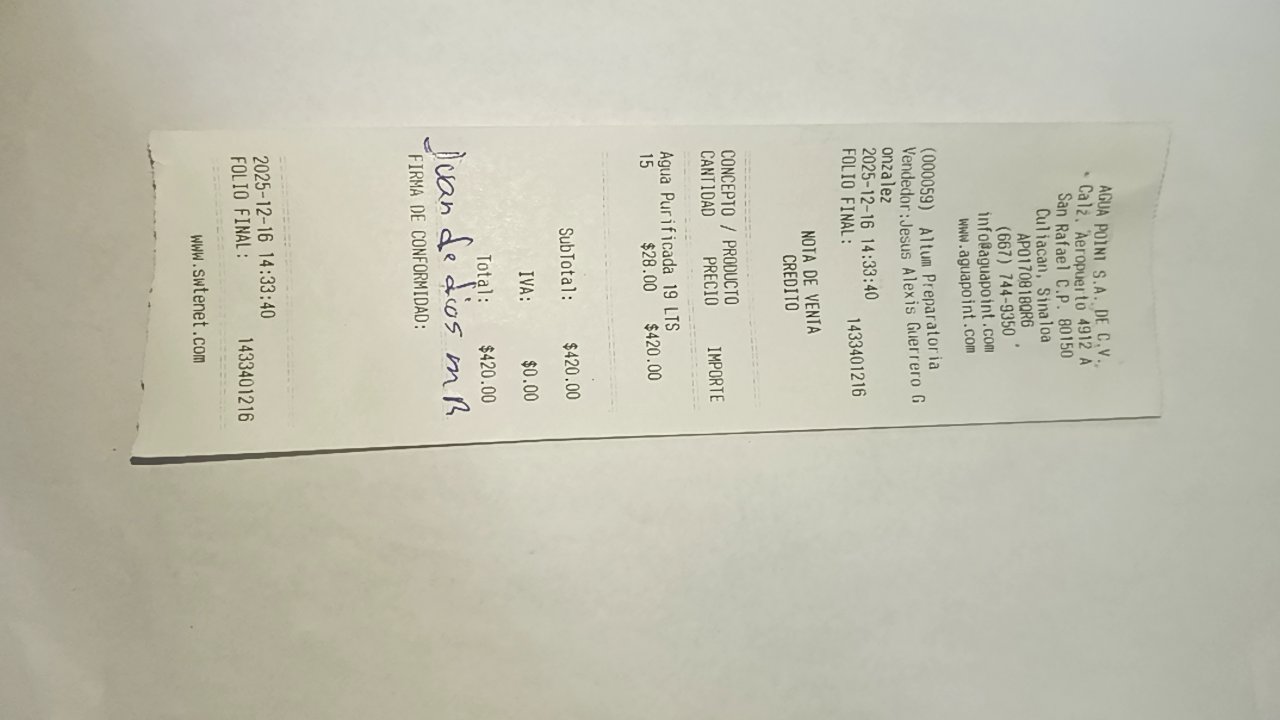 AGUA POINT S.A. DE C.V.
Calz. Aeropuerto 4912 A
San Rafael C.P. 80150
Culiacan, Sinaloa
APO170818QR6
(667) 744-9350
info@aguapoint.com
www.aguapoint.com
(000059) Altum Preparatoria
Vendedor:Jesus Alexis Guerrero G
onzalez
2025-12-16 14:33:40
FOLIO FINAL: 1433401216
NOTA DE VENTA
CREDITO
CONCEPTO / PRODUCTO
CANTIDAD PRECIO IMPORTE
Agua Purificada 19 LTS
15 $28.00 $420.00
SubTotal: $420.00
IVA: $0.00
Total: $420.00
Juan de dios m R
FIRMA DE CONFORMIDAD:
2025-12-16 14:33:40
FOLIO FINAL: 1433401216
www.swtenet.com